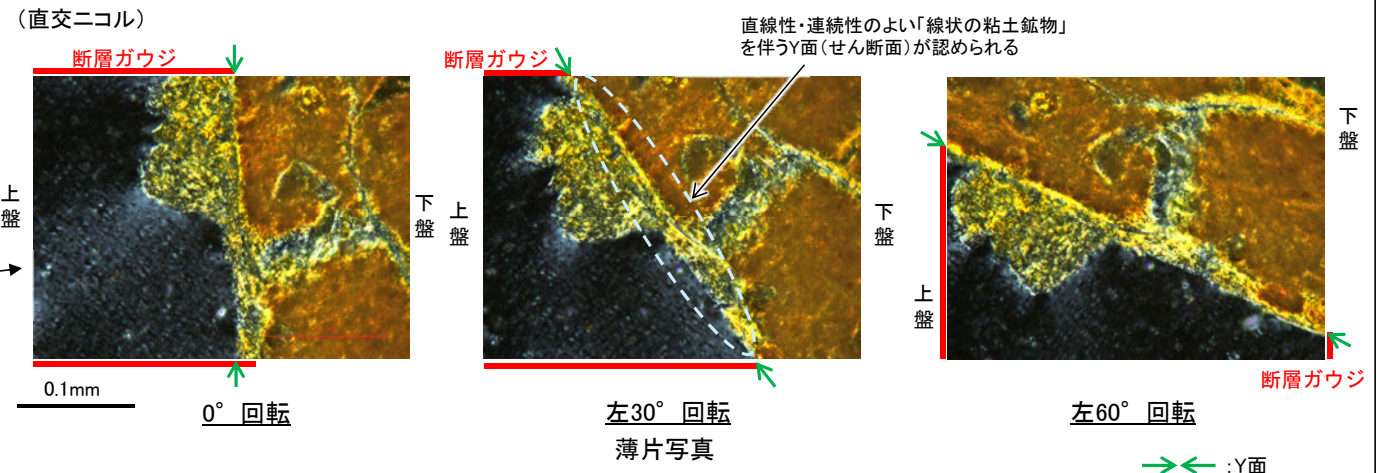 （直交ニコル）
直線性・連続性のよい「線状の粘土鉱物」
を伴うY面（せん断面）が認められる
断層ガウジ
断層ガウジ
上盤
下盤
上盤
下盤
上盤
下盤
断層ガウジ
0.1mm
0°回転
左30°回転
左60°回転
薄片写真
：Y面